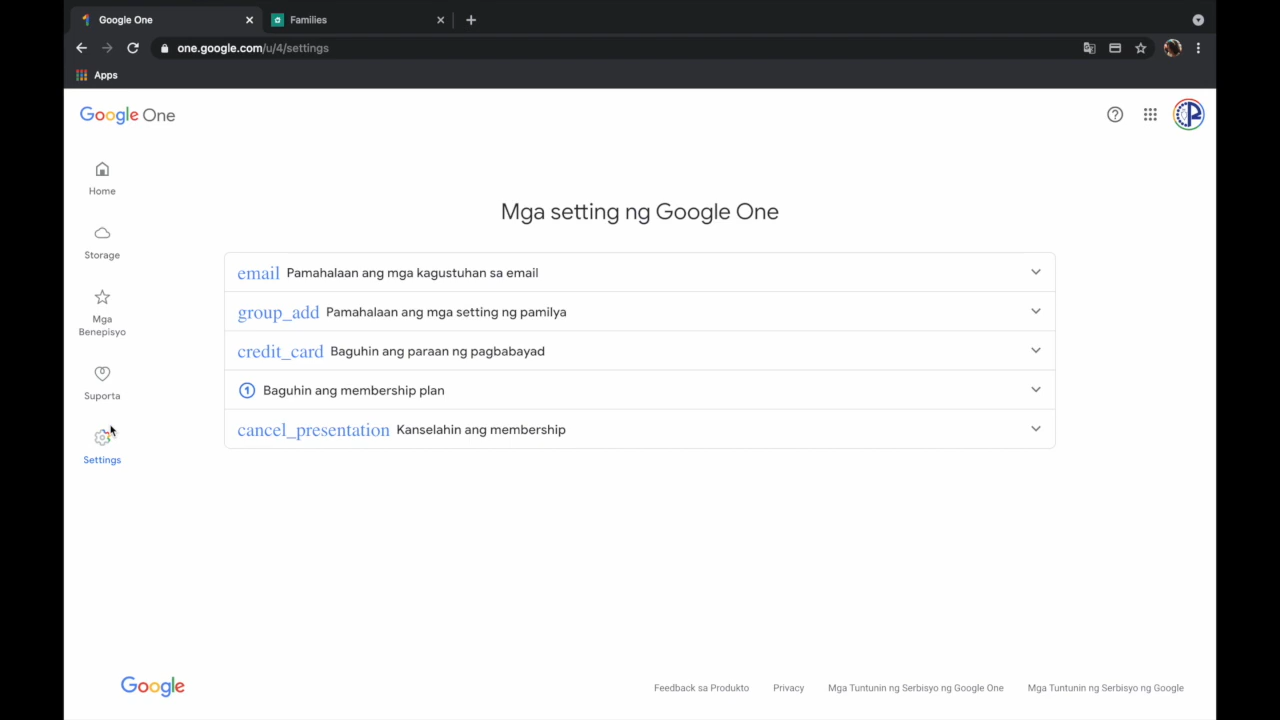 Google One
Families
one.google.com/u/4/settings
Apps
Google One
Home
Storage
Mga
Benepisyo
Suporta
Settings
Mga setting ng Google One
email Pamahalaan ang mga kagustuhan sa email
group_add Pamahalaan ang mga setting ng pamilya
credit_card Baguhin ang paraan ng pagbabayad
1 Baguhin ang membership plan
cancel_presentation Kanselahin ang membership
Google
Feedback sa Produkto
Privacy
Mga Tuntunin ng Serbisyo ng Google One
Mga Tuntunin ng Serbisyo ng Google